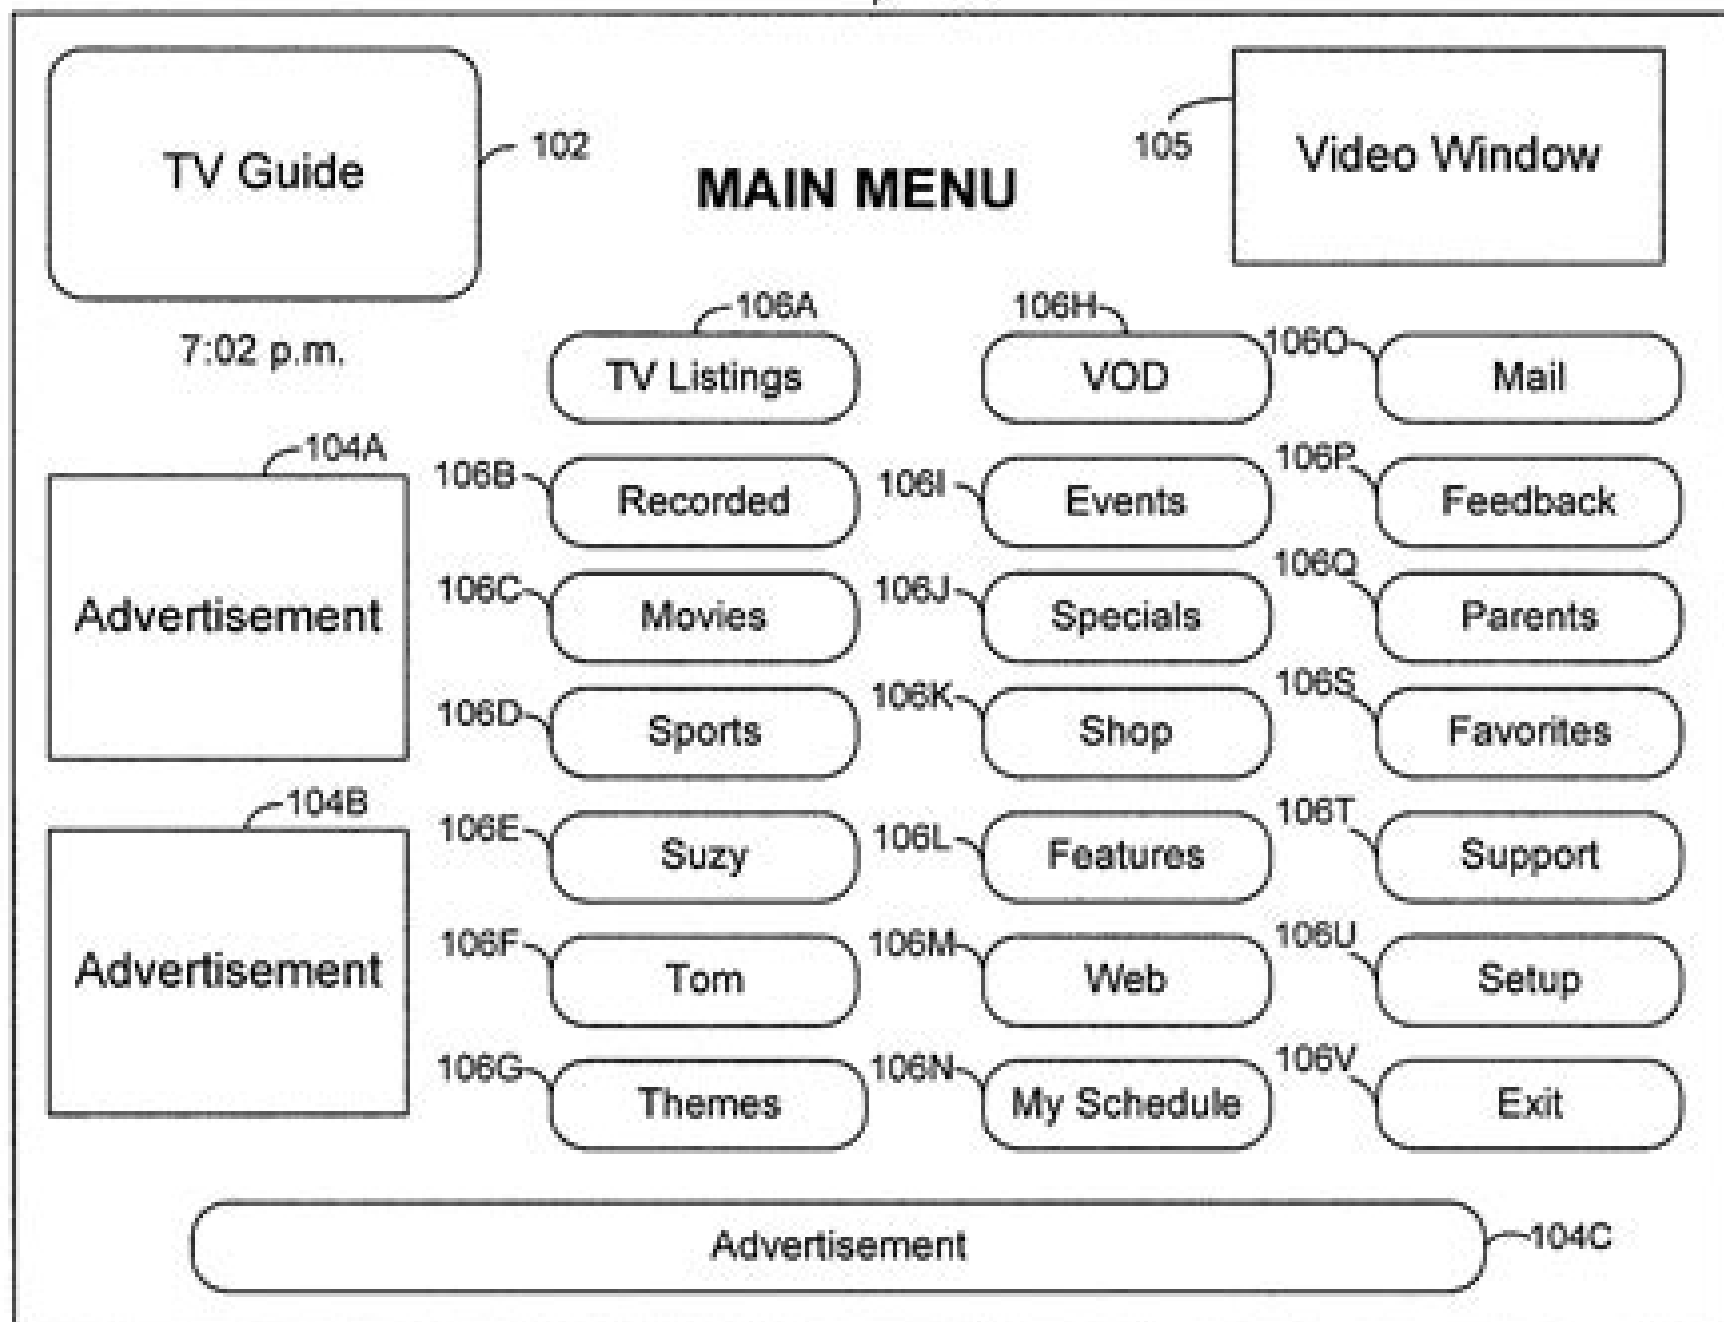 TV Guide
102
MAIN MENU
105
Video Window
7:02 p.m.
106A
106H
106O
TV Listings
VOD
Mail
104A
Advertisement
106B
106I
106P
Recorded
Events
Feedback
106C
106J
106Q
Movies
Specials
Parents
106D
106K
106S
Sports
Shop
Favorites
104B
Advertisement
106E
106L
106T
Suzy
Features
Support
106F
106M
106U
Tom
Web
Setup
106G
106N
106V
Themes
My Schedule
Exit
Advertisement
104C